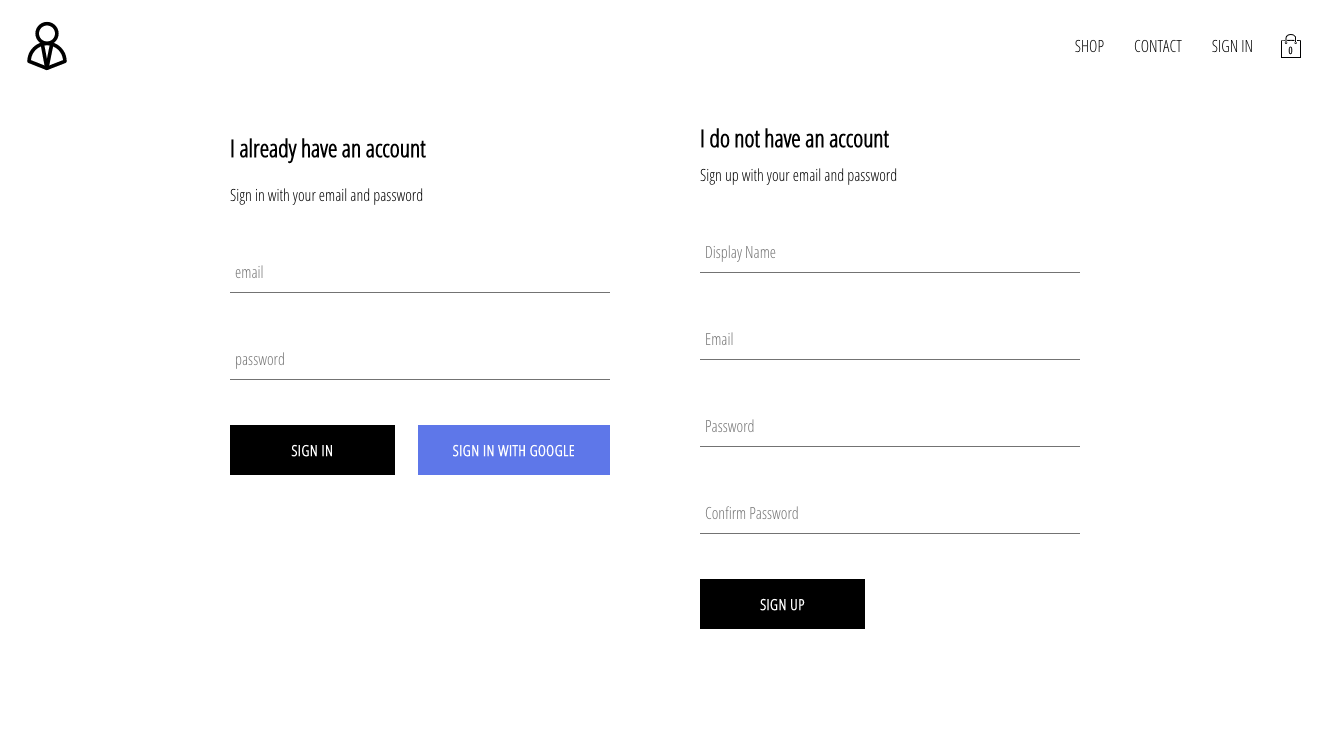 SHOP
CONTACT
SIGN IN
0
I already have an account
Sign in with your email and password
email
password
SIGN IN
SIGN IN WITH GOOGLE
I do not have an account
Sign up with your email and password
Display Name
Email
Password
Confirm Password
SIGN UP